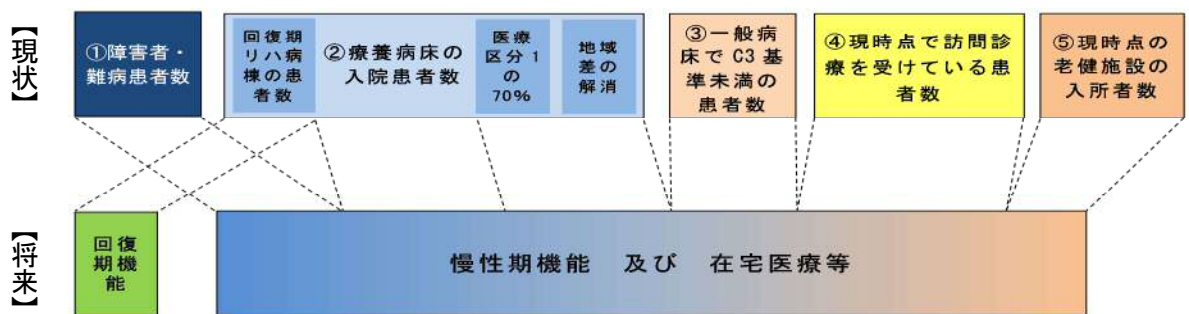 【現状】
①障害者・
難病患者数
回復期
リハ病
棟の患
者数
②療養病床の
入院患者数
医療
区分1
の
70%
地域
差の
解消
③一般病
床でC3基
準未満の
患者数
④現時点で訪問診
療を受けている患
者数
⑤現時点の
老健施設の
入所者数
【将来】
回復
期機
能
慢性期機能 及び 在宅医療等